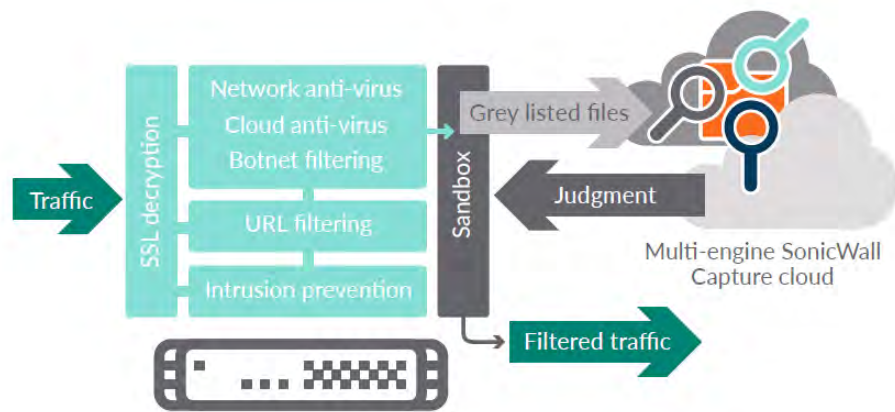 Traffic
SSL decryption
Network anti-virus
Cloud anti-virus
Botnet filtering
URL filtering
Intrusion prevention
Sandbox
Grey listed files
Judgment
Multi-engine SonicWall
Capture cloud
Filtered traffic